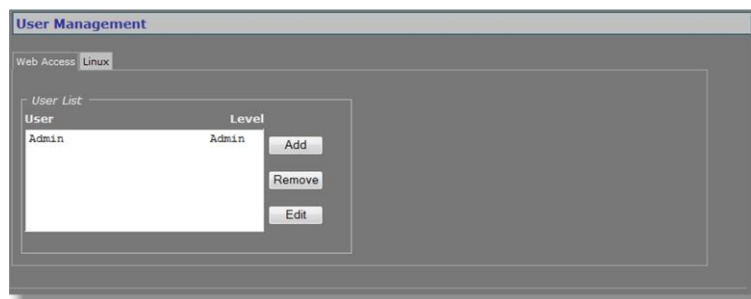 User Management
Web Access Linux
User List
User Level
Admin Admin
Add
Remove
Edit